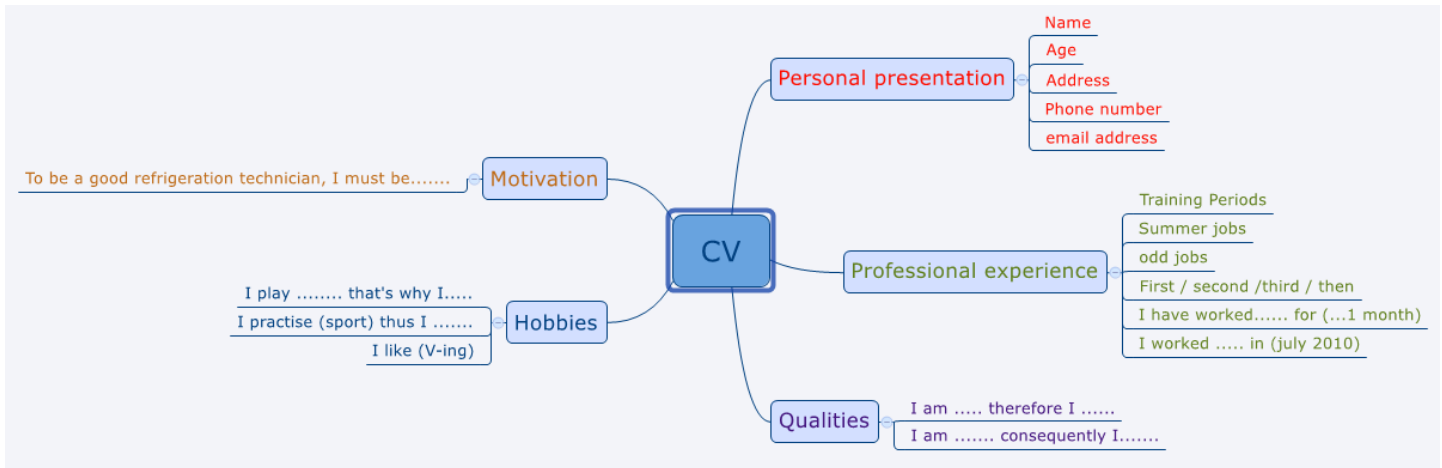 CV
Personal presentation
Name
Age
Address
Phone number
email address
Professional experience
Training Periods
Summer jobs
odd jobs
First / second /third / then
I have worked...... for (...1 month)
I worked ..... in (july 2010)
Qualities
I am ..... therefore I ......
I am ....... consequently I.......
Motivation
To be a good refrigeration technician, I must be.......
Hobbies
I play ........ that's why I.....
I practise (sport) thus I .......
I like (V-ing)